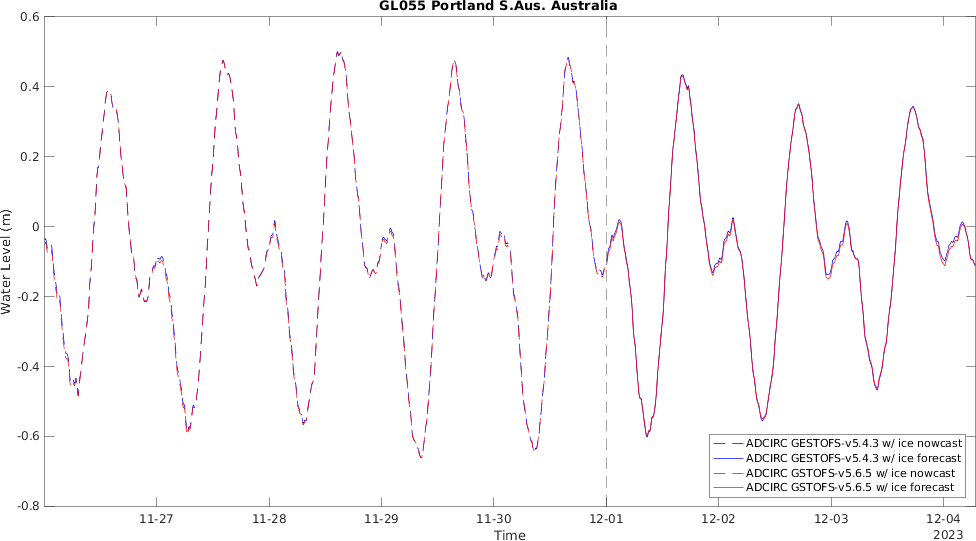 GL055 Portland S.Aus. Australia
0.6
0.4
0.2
0
-0.2
-0.4
-0.6
-0.8
Water Level (m)
ADCIRC GESTOFS-v5.4.3 w/ ice nowcast
ADCIRC GESTOFS-v5.4.3 w/ ice forecast
ADCIRC GSTOFS-v5.6.5 w/ ice nowcast
ADCIRC GSTOFS-v5.6.5 w/ ice forecast
11-27 11-28 11-29 11-30 12-01 12-02 12-03 12-04
Time 2023